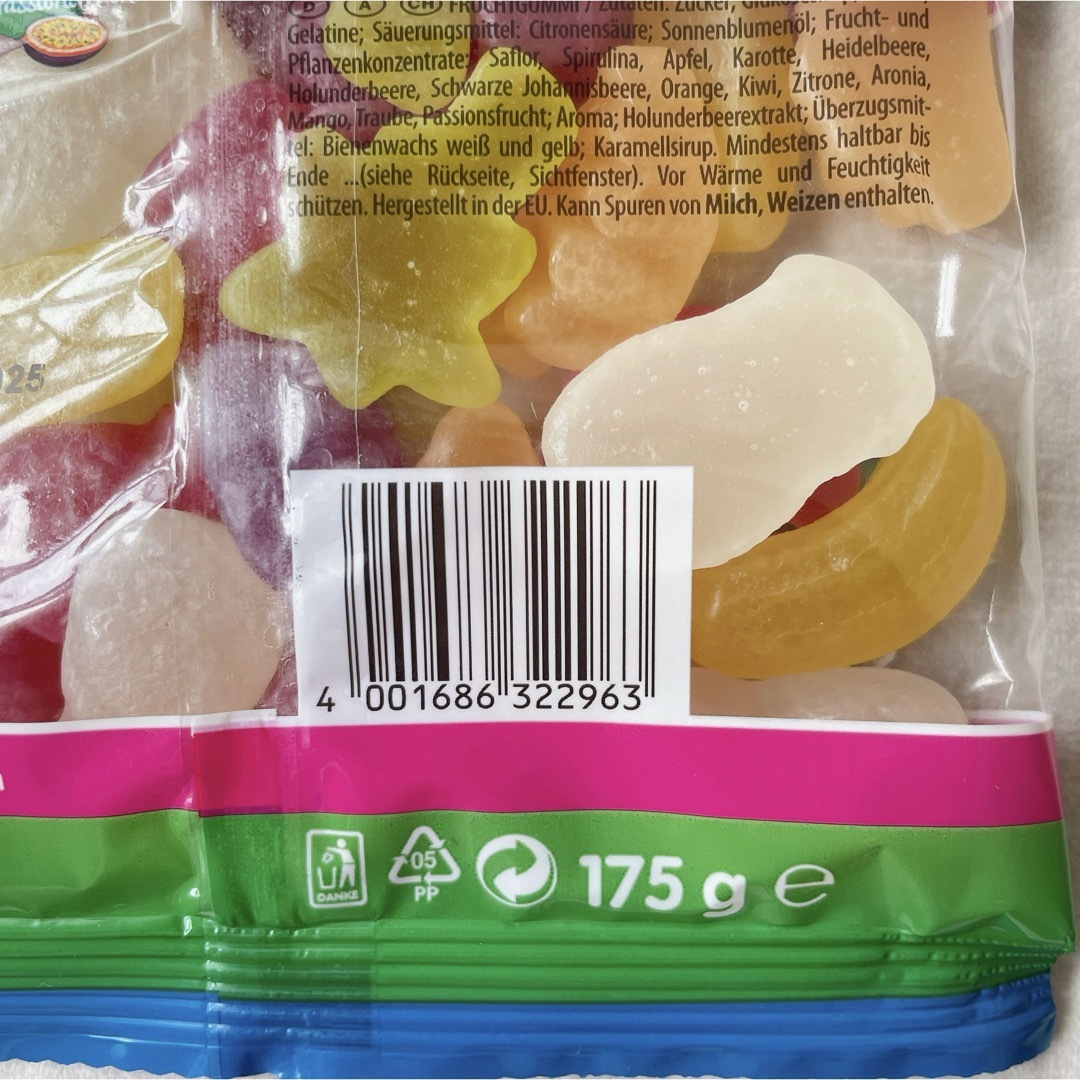 D A CH FRUCHTGUMMI / Zutaten: Zucker,
Gelatine; Säuerungsmittel: Citronensäure; Sonnenblumenöl; Frucht- und
Pflanzenkonzentrate: Saflor, Spirulina, Apfel, Karotte, Heidelbeere,
Holunderbeere, Schwarze Johannisbeere, Orange, Kiwi, Zitrone, Aronia,
Mango, Traube, Passionsfrucht; Aroma; Holunderbeerextrakt; Überzugsmit-
tel: Bienenwachs weiß und gelb; Karamellsirup. Mindestens haltbar bis
Ende ...(siehe Rückseite, Sichtfenster). Vor Wärme und Feuchtigkeit
schützen. Hergestellt in der EU. Kann Spuren von Milch, Weizen enthalten.
25
4 001686 322963
DANKE
05
PP
175 g e